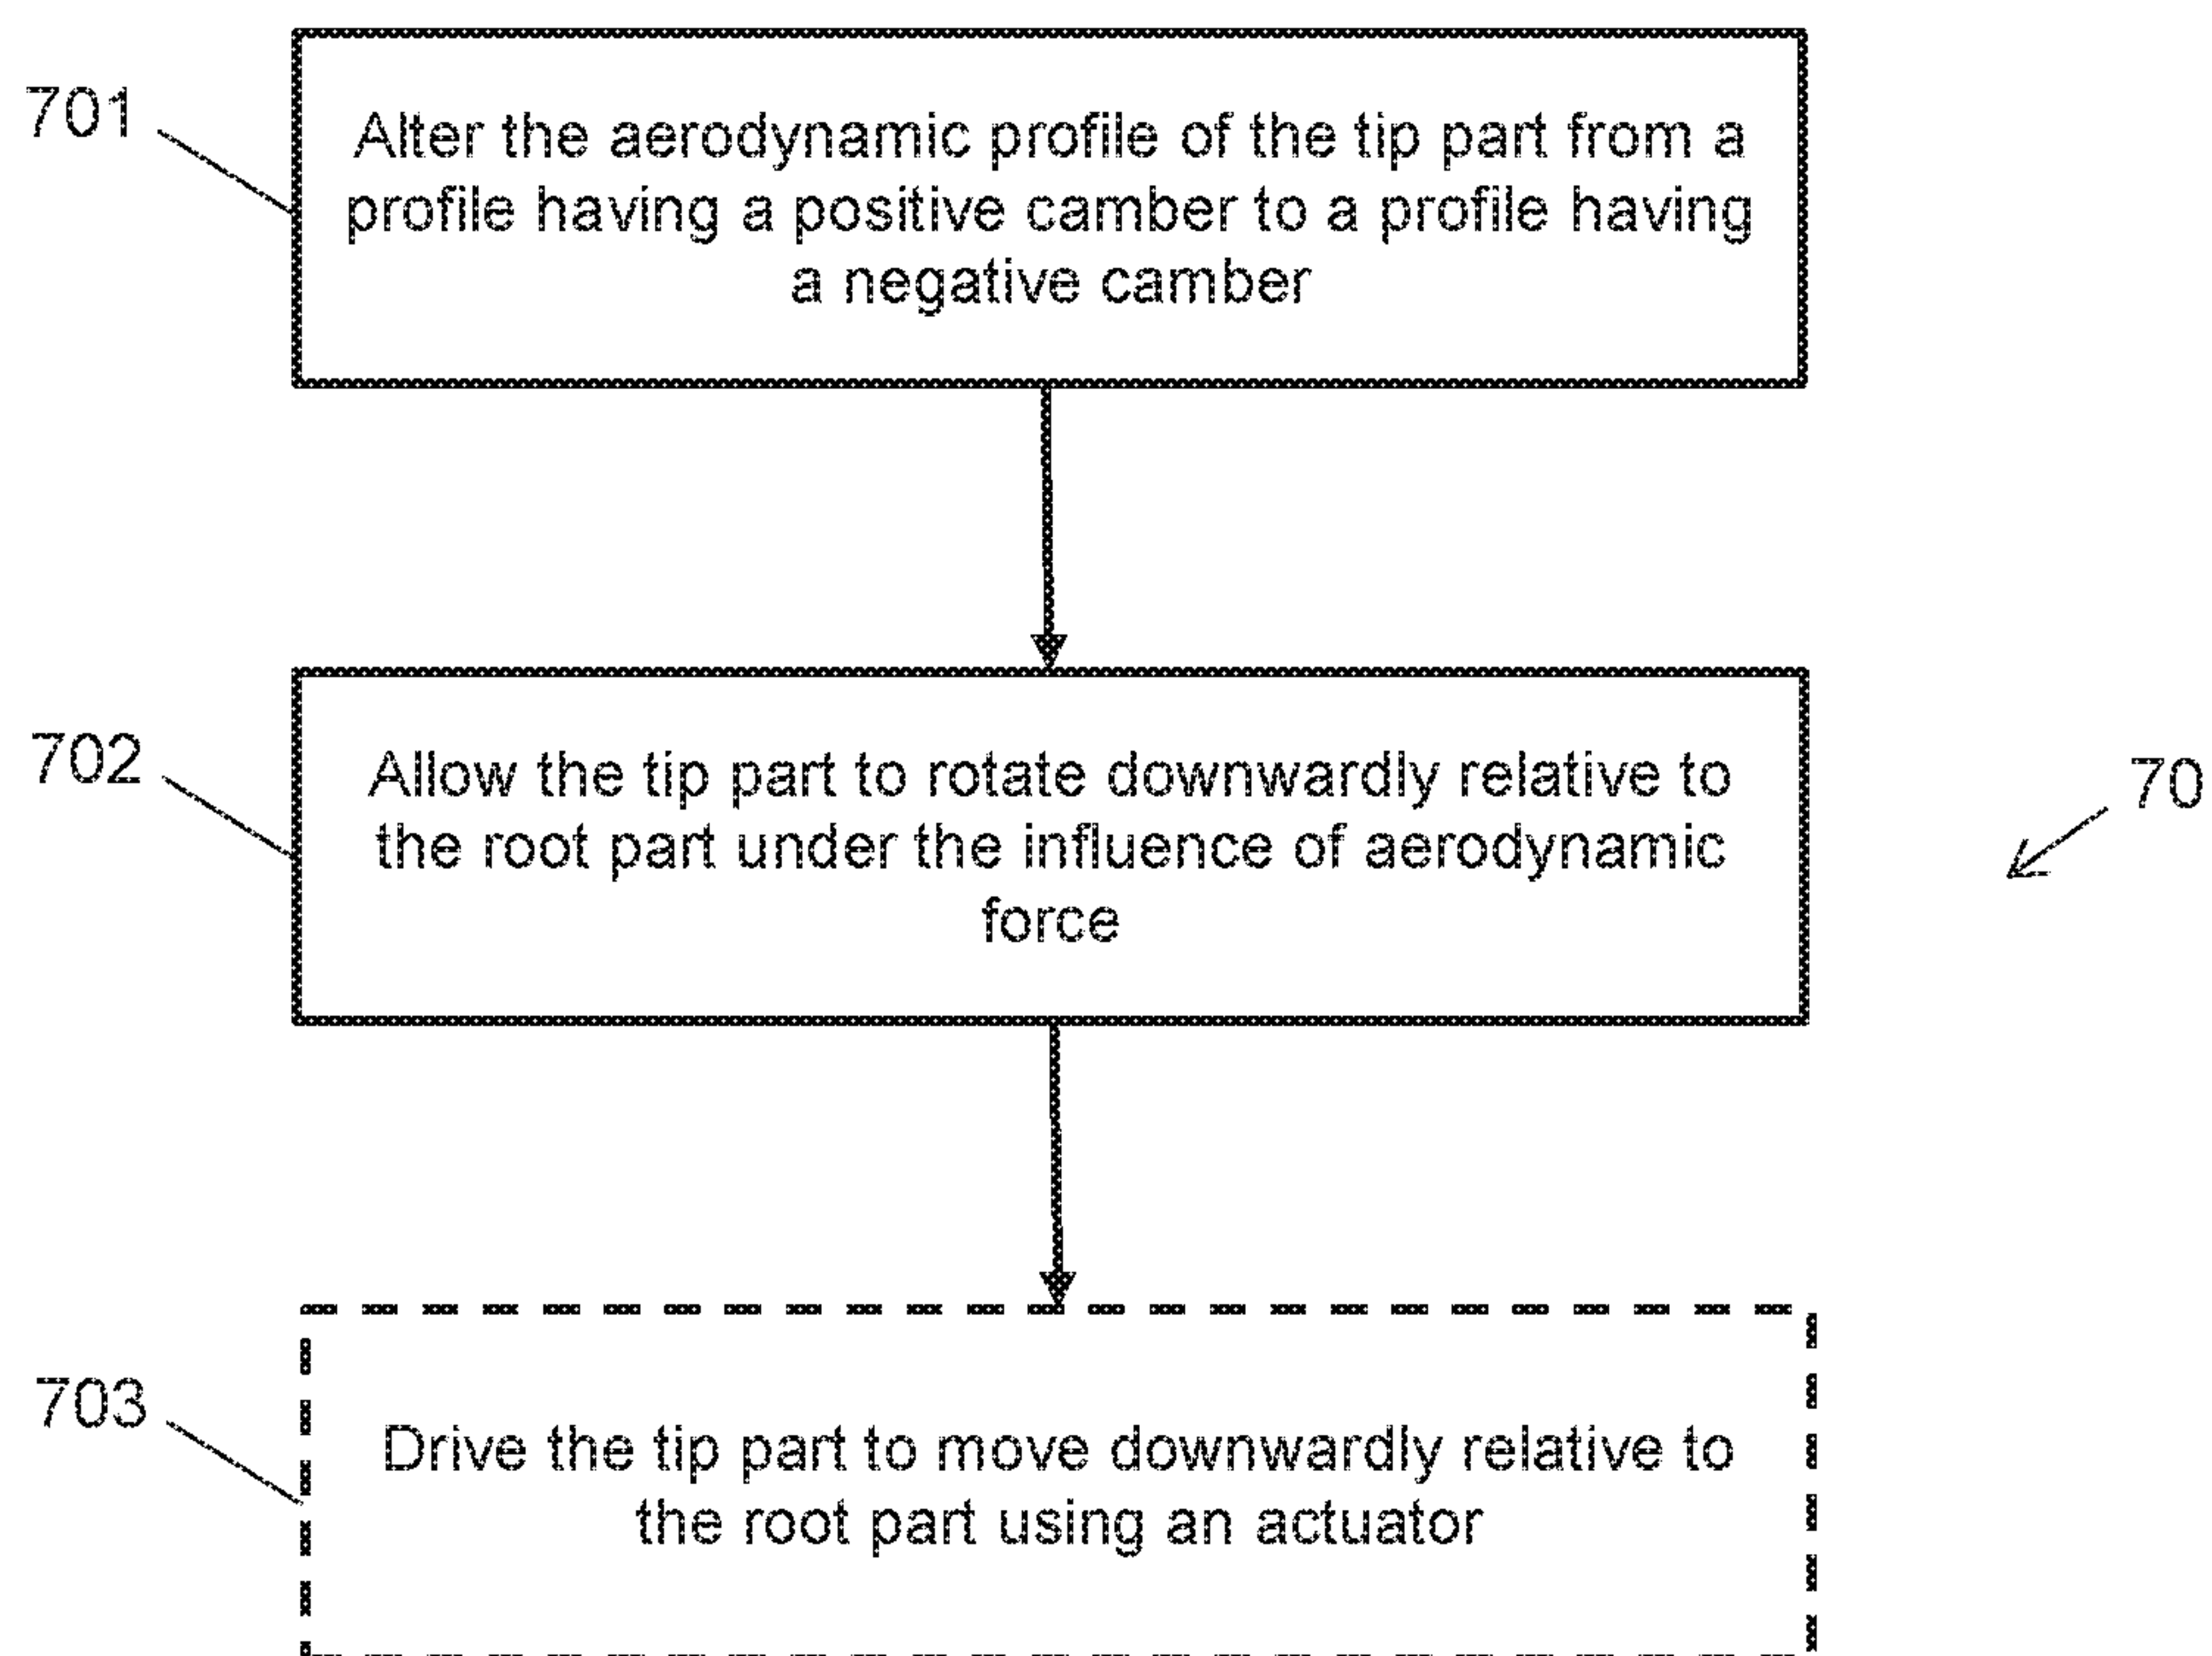 701
Alter the aerodynamic profile of the tip part from a
profile having a positive camber to a profile having
a negative camber
702
Allow the tip part to rotate downwardly relative to
the root part under the influence of aerodynamic
force
70
703
Drive the tip part to move downwardly relative to
the root part using an actuator